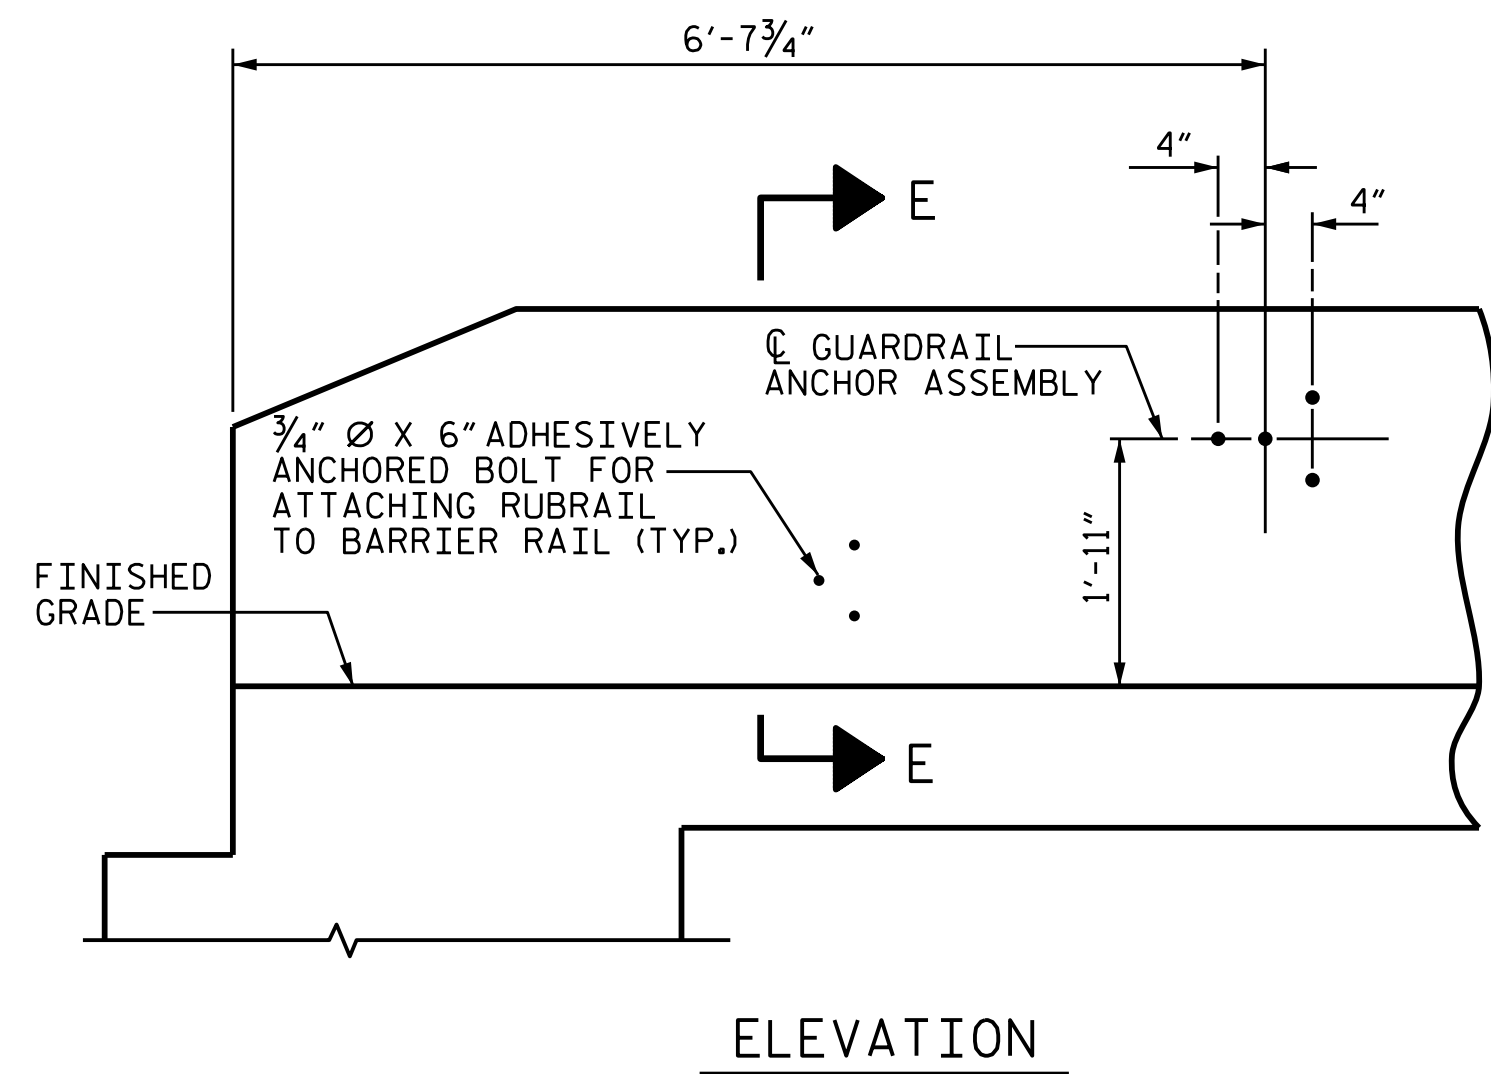 6'-7¾"
4"
4"
E
℄ GUARDRAIL
ANCHOR ASSEMBLY
¾" Ø X 6" ADHESIVELY
ANCHORED BOLT FOR
ATTACHING RUBRAIL
TO BARRIER RAIL (TYP.)
1'-11"
FINISHED
GRADE
E
ELEVATION